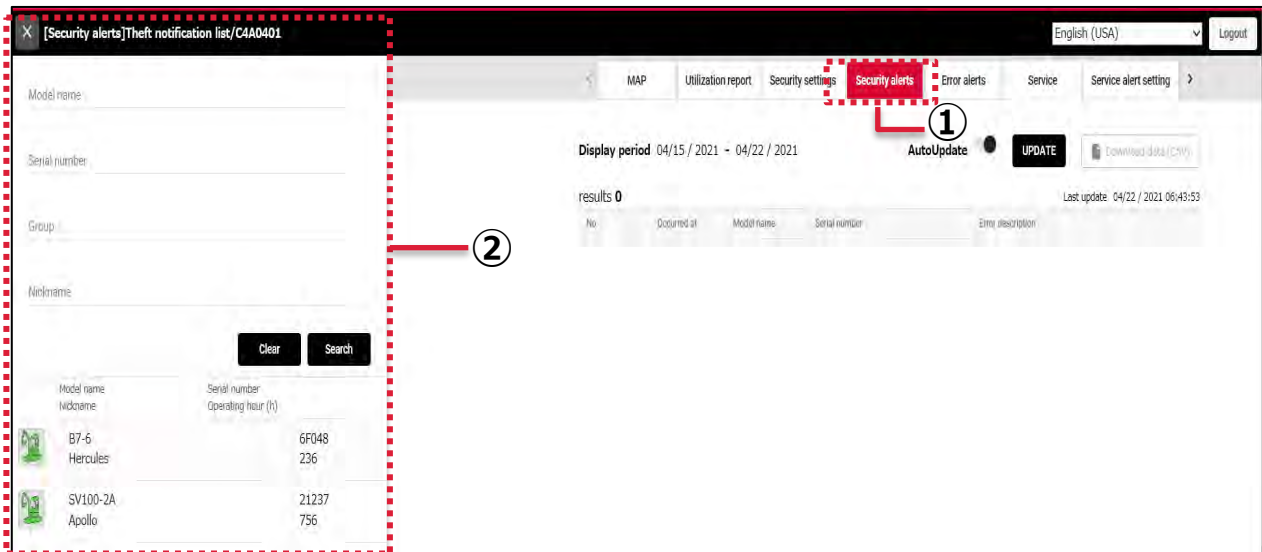 X [Security alerts]Theft notification list/C4A0401
English (USA)
Logout
MAP
Utilization report
Security settings
Security alerts
Error alerts
Service
Service alert setting
①
Model name
Serial number
Group
Nickname
Clear
Search
②
Display period 04/15 / 2021 - 04/22 / 2021
AutoUpdate
UPDATE
Download data (CSV)
results 0
Last update 04/22 / 2021 06:43:53
No
Occurred at
Model name
Serial number
Error description
Model name
Serial number
Nickname
Operating hour (h)
B7-6
6F048
Hercules
236
SV100-2A
21237
Apollo
756